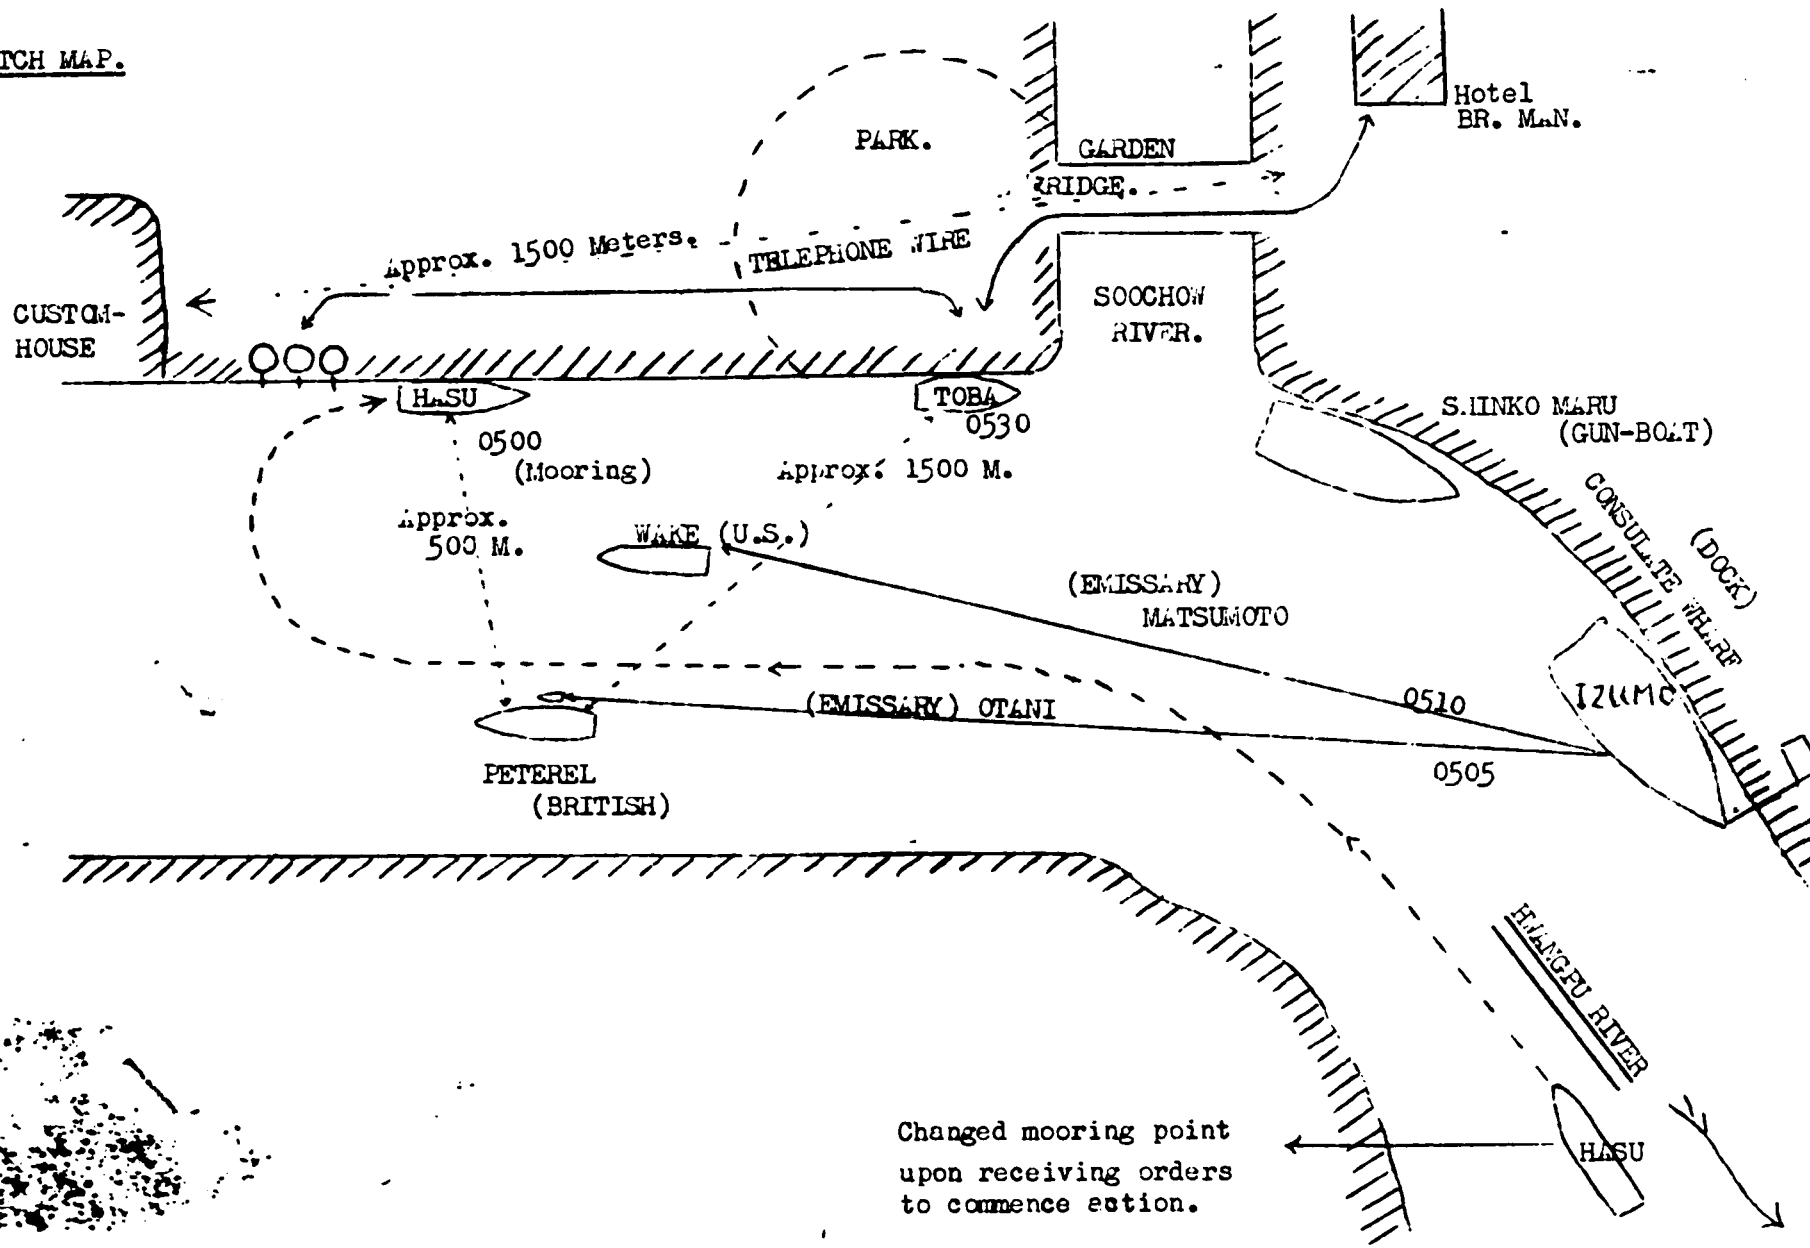 TCH MAP.
Hotel
BR. MAN.
PARK.
GARDEN
BRIDGE.
Approx. 1500 Meters.
TELEPHONE WIRE
CUSTOM-
HOUSE
SOOCHOW
RIVER.
HASU
0500
(Mooring)
TOBA
0530
Approx. 1500 M.
SHINKO MARU
(GUN-BOAT)
CONSULATE WHARF
(DOCK)
Approx.
500 M.
WAKE (U.S.)
(EMISSARY)
MATSUMOTO
0510
IZUMO
(EMISSARY) OTANI
0505
PETEREL
(BRITISH)
HWANGPU RIVER
HASU
Changed mooring point
upon receiving orders
to commence action.